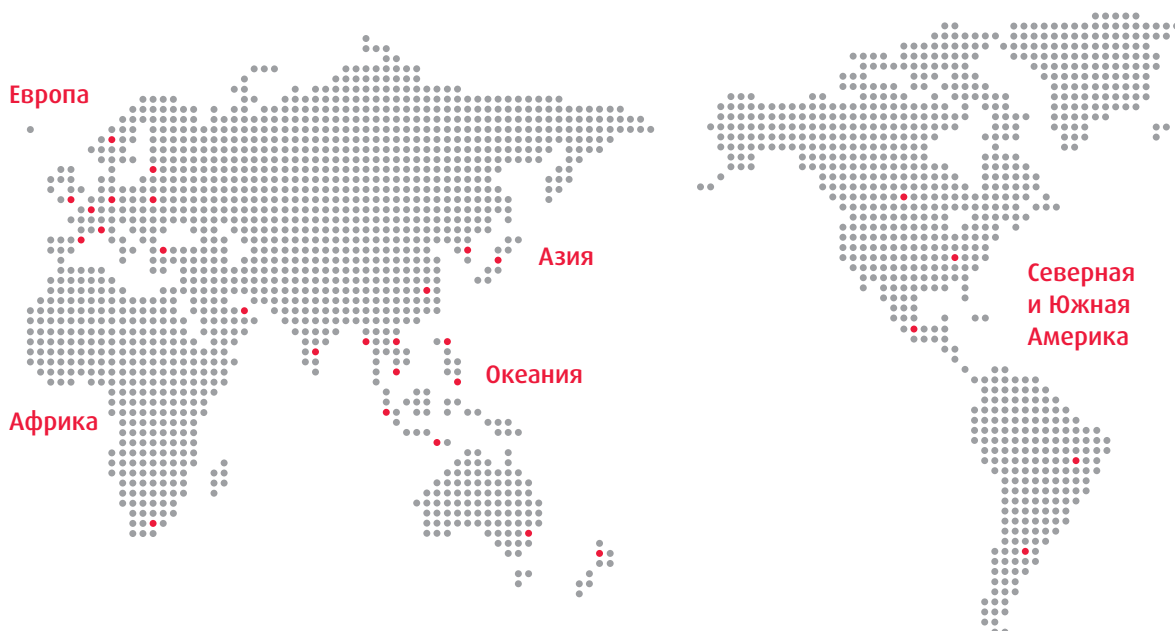 Европа
Азия
Северная
и Южная
Америка
Океания
Африка